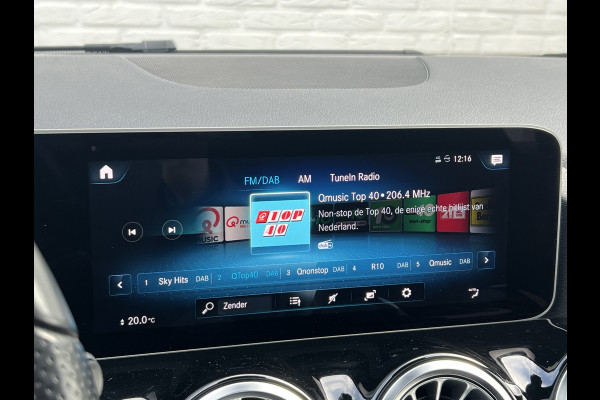 12:16
FM/DAB AM TuneIn Radio
Qmusic Top 40 • 206.4 MHz
Non-stop de Top 40, de enige echte hitlijst van
Nederland.
MUSIC
TOP
40
1 Sky Hits DAB 2 QTop40 DAB 3 Qnonstop DAB 4 R10 DAB 5 Qmusic DAB
Zender
20.0°C